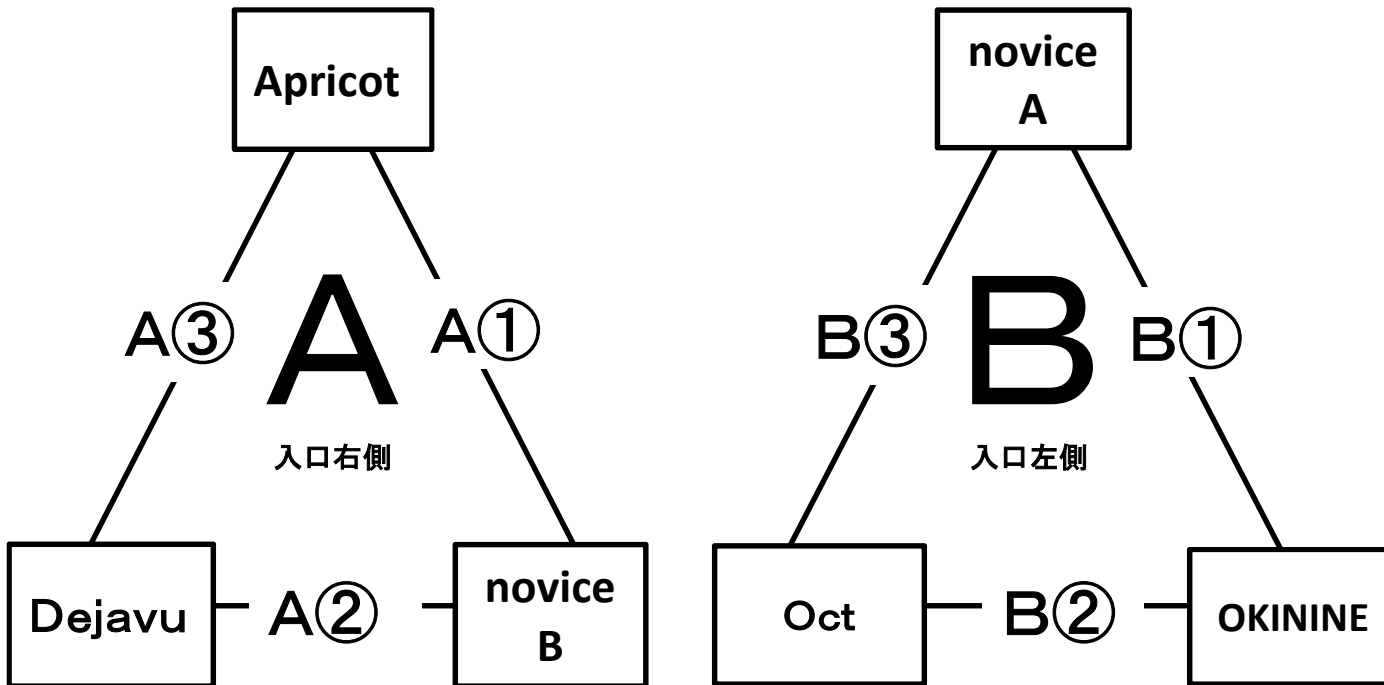 Apricot
A③
A
A①
入口右側
Dejavu
A②
novice
B
novice
A
B③
B
B①
入口左側
Oct
B②
OKININE